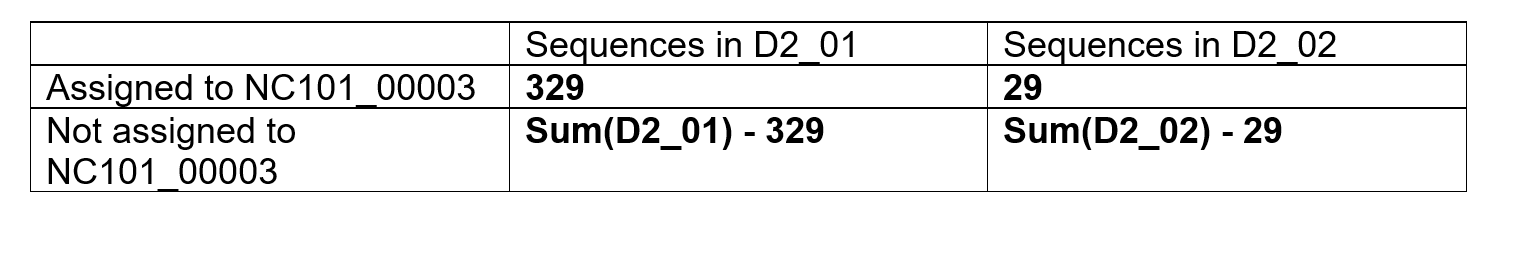 Sequences in D2_01 Sequences in D2_02
Assigned to NC101_00003 329 29
Not assigned to Sum(D2_01) - 329 Sum(D2_02) - 29
NC101_00003